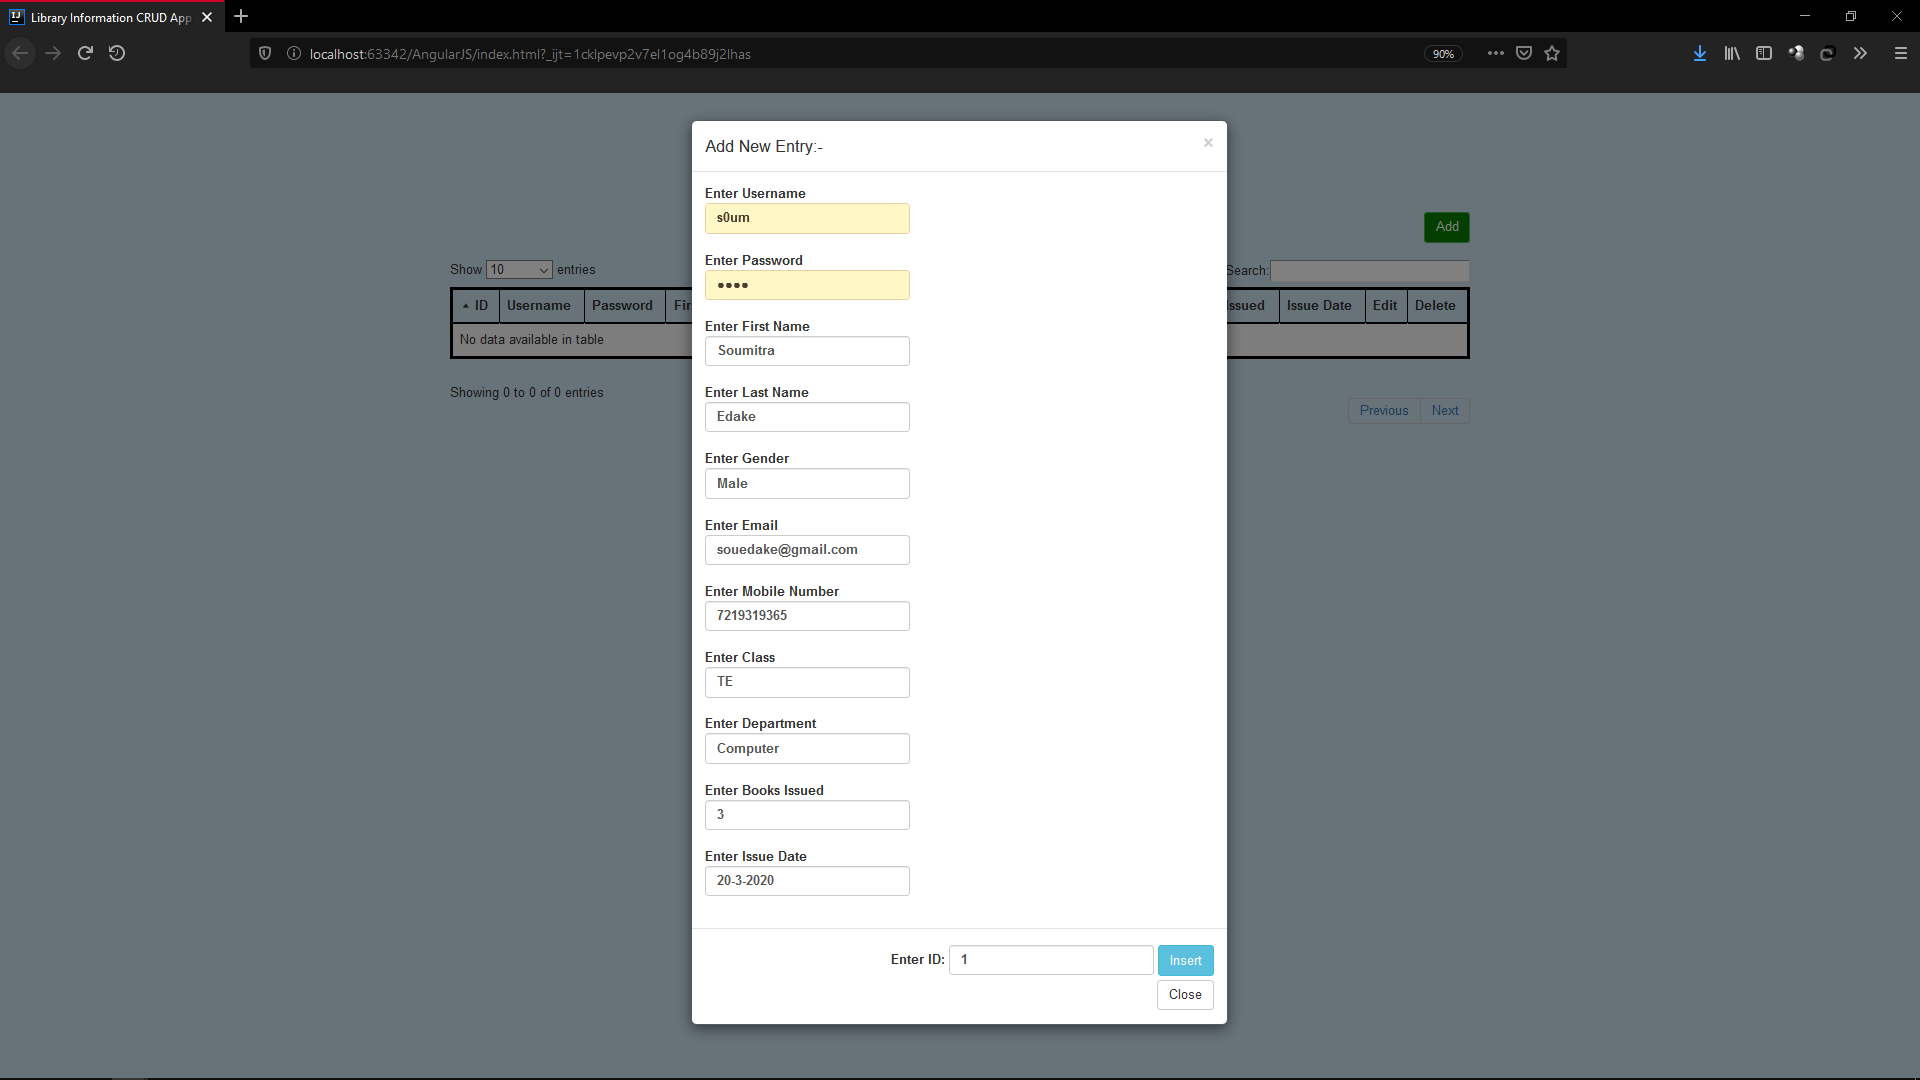 Library Information CRUD App
localhost:63342/AngularJS/index.html?_ijt=1cklpevp2v7el1og4b89j2lhas
90%
Add New Entry:-
×
Enter Username
s0um
Enter Password
••••
Enter First Name
Soumitra
Enter Last Name
Edake
Enter Gender
Male
Enter Email
souedake@gmail.com
Enter Mobile Number
7219319365
Enter Class
TE
Enter Department
Computer
Enter Books Issued
3
Enter Issue Date
20-3-2020
Enter ID: 1 Insert
Close
Add
Show 10 entries
Search:
ID Username Password Issue Date Edit Delete
No data available in table
Showing 0 to 0 of 0 entries
Previous Next